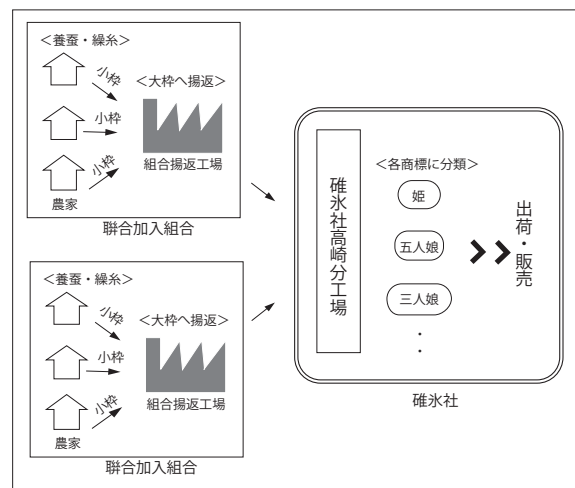 <養蚕・繰糸>
小枠
小枠
小枠
農家
<大枠へ揚返>
組合揚返工場
聯合加入組合
<養蚕・繰糸>
小枠
小枠
小枠
農家
<大枠へ揚返>
組合揚返工場
聯合加入組合
碓氷社高崎分工場
<各商標に分類>
姫
五人娘
三人娘
・
・
出荷・販売
碓氷社